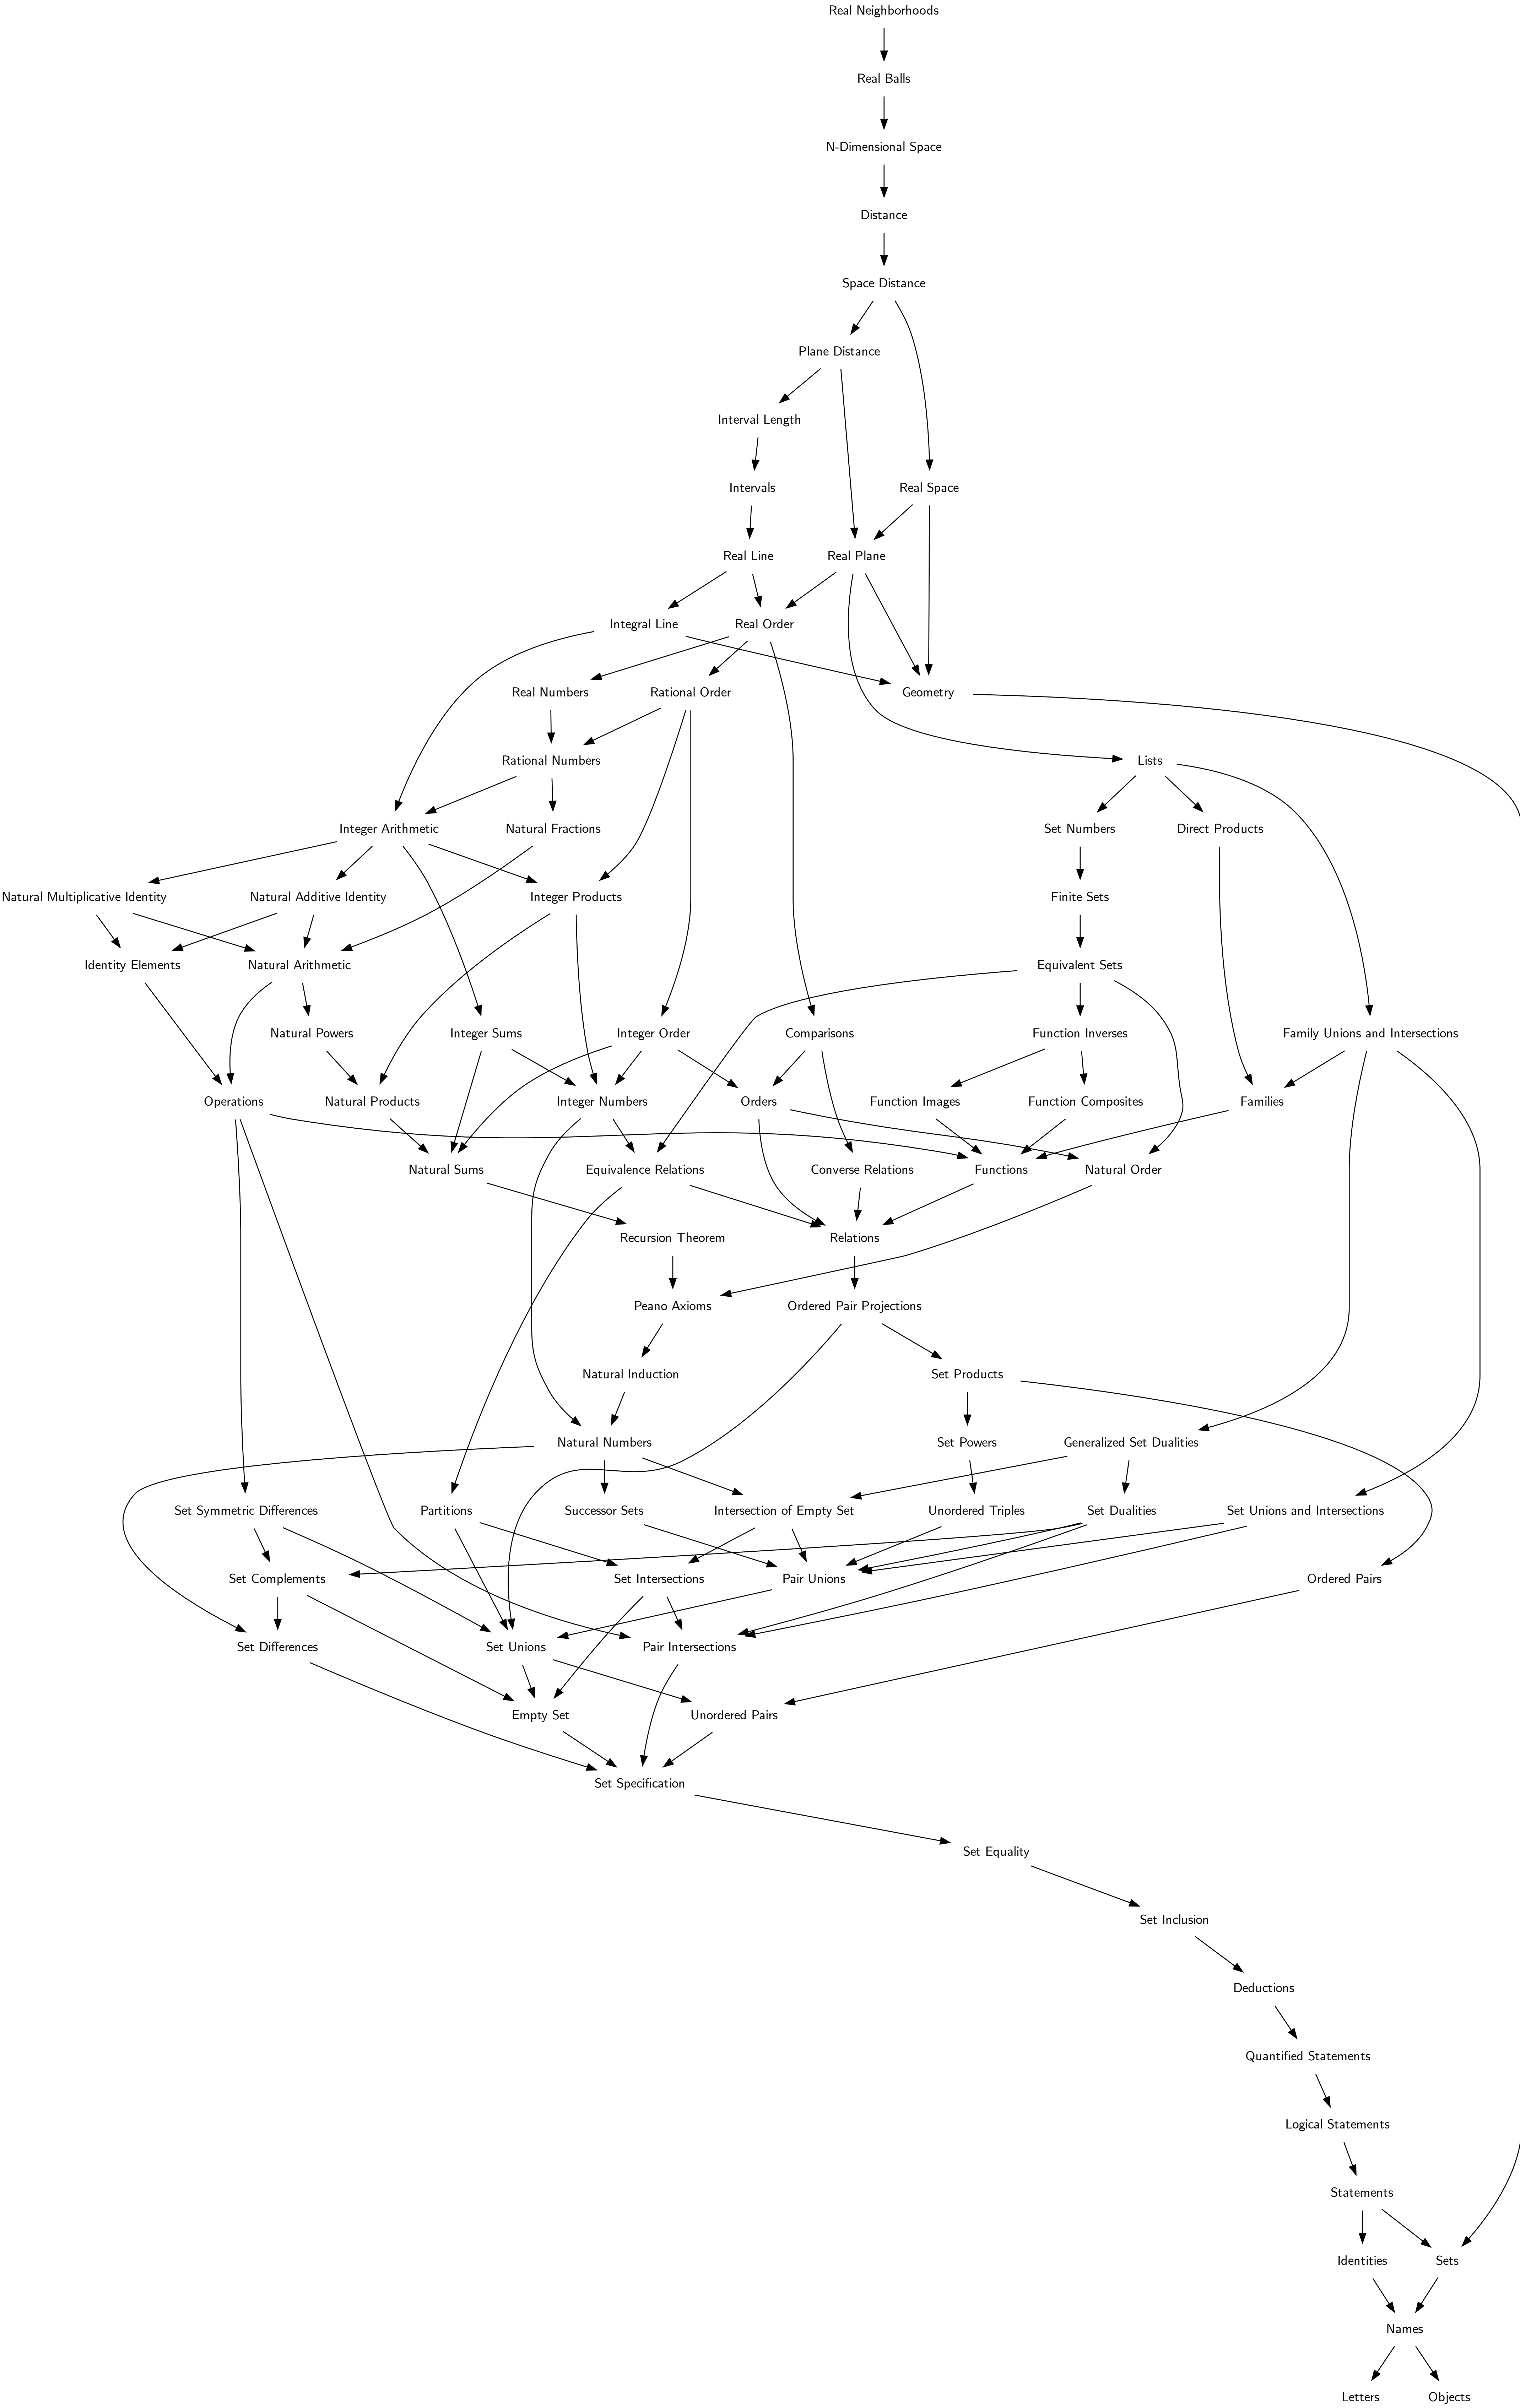 Real Neighborhoods
Real Balls
N-Dimensional Space
Distance
Space Distance
Plane Distance
Interval Length
Intervals
Real Space
Real Line
Real Plane
Integral Line
Real Order
Real Numbers
Rational Order
Geometry
Rational Numbers
Lists
Integer Arithmetic
Natural Fractions
Set Numbers
Direct Products
Natural Multiplicative Identity
Natural Additive Identity
Integer Products
Finite Sets
Identity Elements
Natural Arithmetic
Equivalent Sets
Natural Powers
Integer Sums
Integer Order
Comparisons
Function Inverses
Family Unions and Intersections
Operations
Natural Products
Integer Numbers
Orders
Function Images
Function Composites
Families
Natural Sums
Equivalence Relations
Converse Relations
Functions
Natural Order
Recursion Theorem
Relations
Peano Axioms
Ordered Pair Projections
Natural Induction
Set Products
Natural Numbers
Set Powers
Generalized Set Dualities
Set Symmetric Differences
Partitions
Successor Sets
Intersection of Empty Set
Unordered Triples
Set Dualities
Set Unions and Intersections
Set Complements
Set Intersections
Pair Unions
Ordered Pairs
Set Differences
Set Unions
Pair Intersections
Empty Set
Unordered Pairs
Set Specification
Set Equality
Set Inclusion
Deductions
Quantified Statements
Logical Statements
Statements
Identities
Sets
Names
Letters
Objects